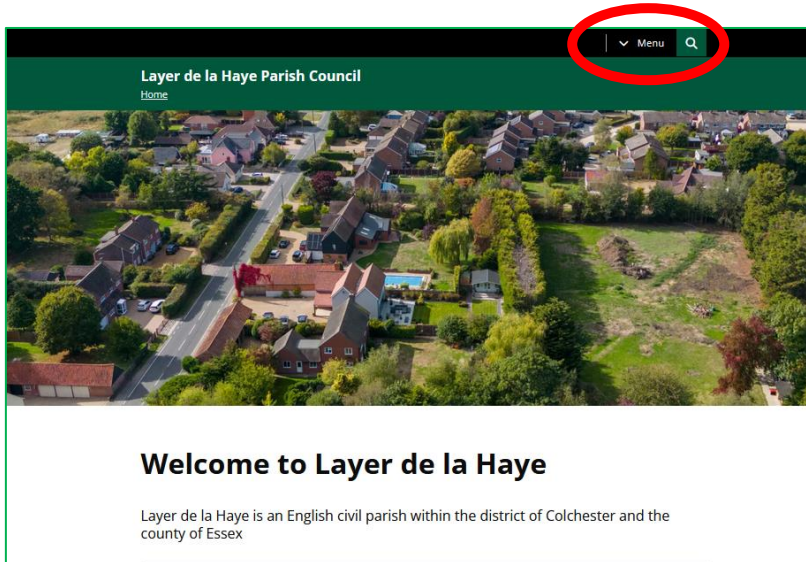 Menu
Layer de la Haye Parish Council
Home
Welcome to Layer de la Haye
Layer de la Haye is an English civil parish within the district of Colchester and the
county of Essex